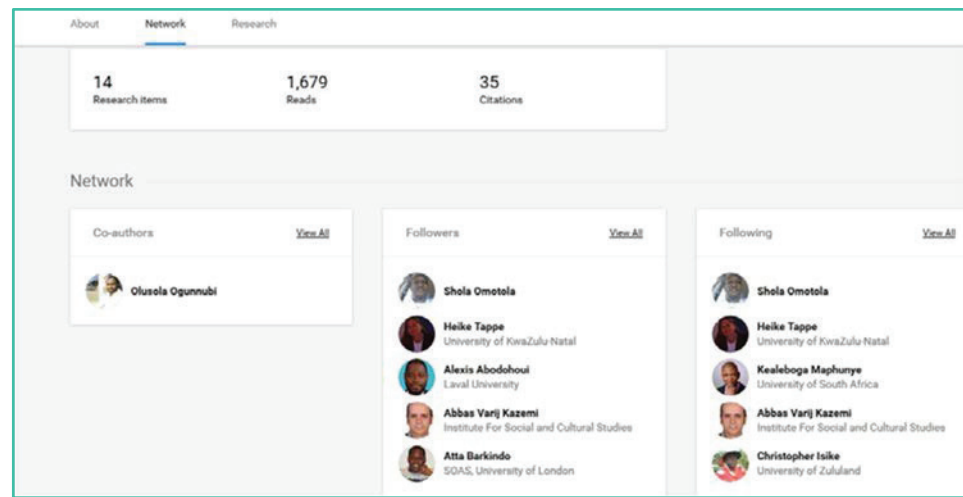 About Network Research
14 1,679 35
Research items Reads Citations
Network
Co-authors View All
Olusola Ogunnubi
Followers View All
Shola Omotola
Heike Tappe
University of KwaZulu-Natal
Alexis Abodohoui
Laval University
Abbas Varij Kazemi
Institute For Social and Cultural Studies
Atta Barkindo
SOAS, University of London
Following View All
Shola Omotola
Heike Tappe
University of KwaZulu-Natal
Kealeboga Maphunye
University of South Africa
Abbas Varij Kazemi
Institute For Social and Cultural Studies
Christopher Isike
University of Zululand